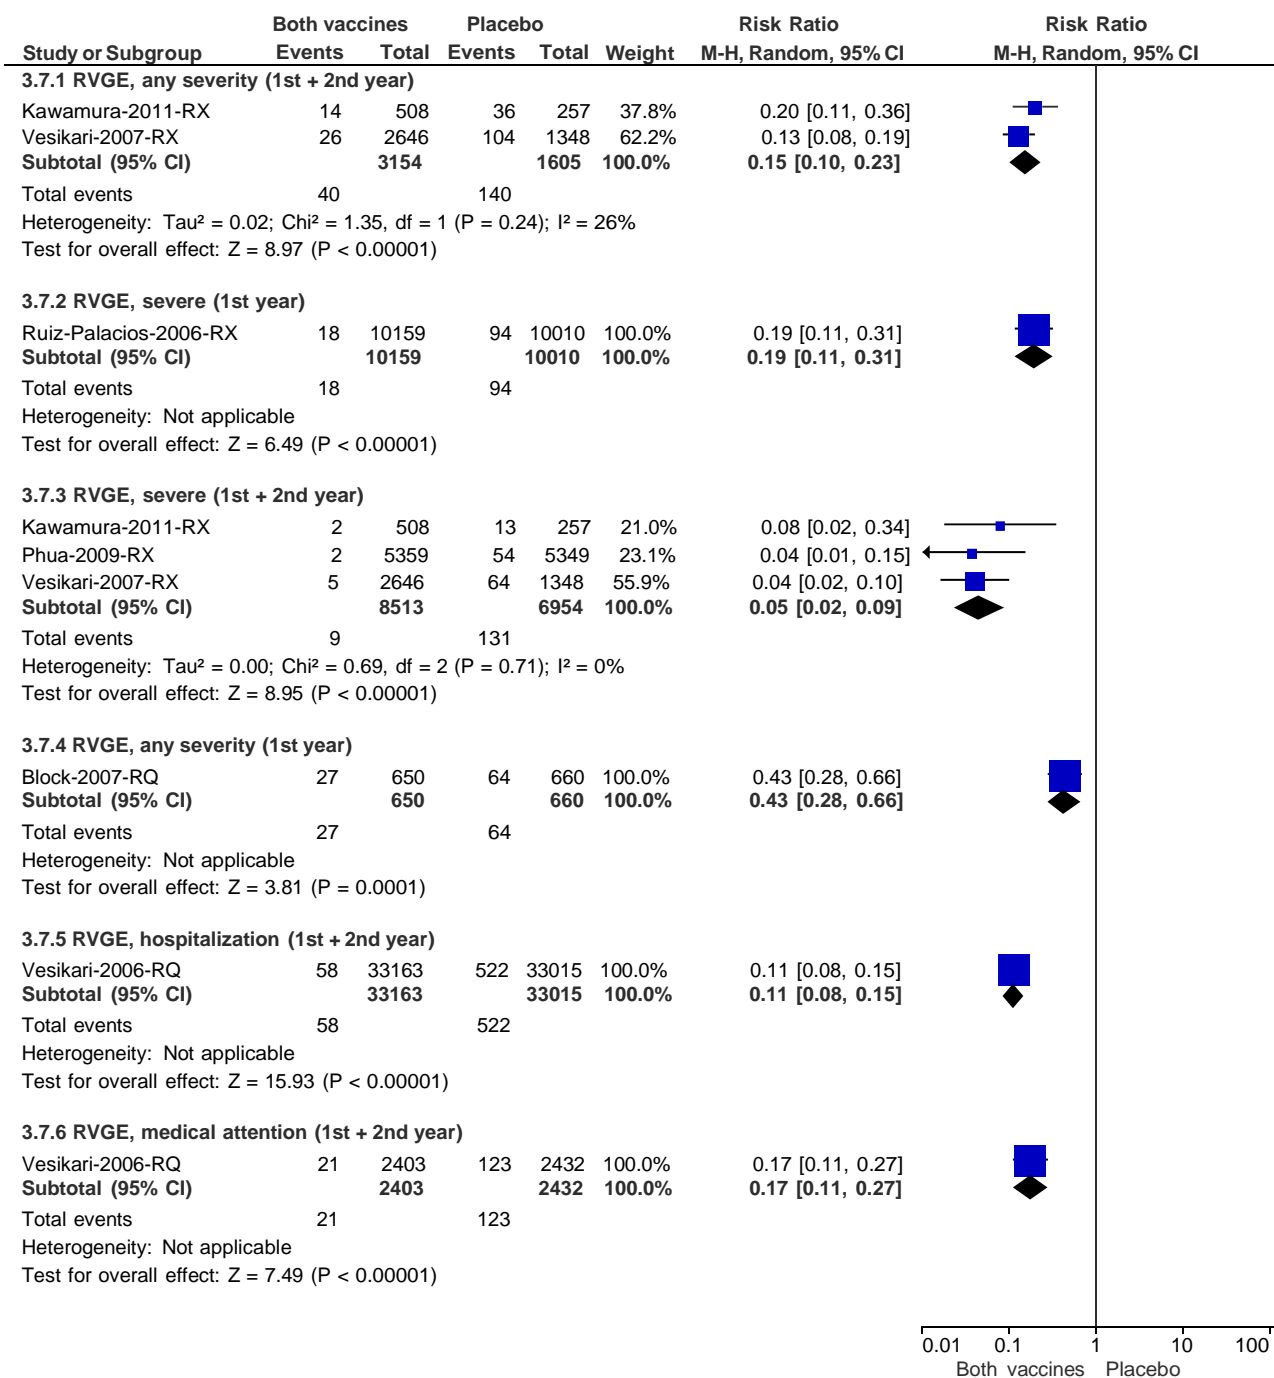 Both vaccines Placebo Risk Ratio Risk Ratio
Study or Subgroup Events Total Events Total Weight M-H, Random, 95% CI M-H, Random, 95% CI
3.7.1 RVGE, any severity (1st + 2nd year)
Kawamura-2011-RX 14 508 36 257 37.8% 0.20 [0.11, 0.36]
Vesikari-2007-RX 26 2646 104 1348 62.2% 0.13 [0.08, 0.19]
Subtotal (95% CI) 3154 1605 100.0% 0.15 [0.10, 0.23]
Total events 40 140
Heterogeneity: Tau² = 0.02; Chi² = 1.35, df = 1 (P = 0.24); I² = 26%
Test for overall effect: Z = 8.97 (P < 0.00001)
3.7.2 RVGE, severe (1st year)
Ruiz-Palacios-2006-RX 18 10159 94 10010 100.0% 0.19 [0.11, 0.31]
Subtotal (95% CI) 10159 10010 100.0% 0.19 [0.11, 0.31]
Total events 18 94
Heterogeneity: Not applicable
Test for overall effect: Z = 6.49 (P < 0.00001)
3.7.3 RVGE, severe (1st + 2nd year)
Kawamura-2011-RX 2 508 13 257 21.0% 0.08 [0.02, 0.34]
Phua-2009-RX 2 5359 54 5349 23.1% 0.04 [0.01, 0.15]
Vesikari-2007-RX 5 2646 64 1348 55.9% 0.04 [0.02, 0.10]
Subtotal (95% CI) 8513 6954 100.0% 0.05 [0.02, 0.09]
Total events 9 131
Heterogeneity: Tau² = 0.00; Chi² = 0.69, df = 2 (P = 0.71); I² = 0%
Test for overall effect: Z = 8.95 (P < 0.00001)
3.7.4 RVGE, any severity (1st year)
Block-2007-RQ 27 650 64 660 100.0% 0.43 [0.28, 0.66]
Subtotal (95% CI) 650 660 100.0% 0.43 [0.28, 0.66]
Total events 27 64
Heterogeneity: Not applicable
Test for overall effect: Z = 3.81 (P = 0.0001)
3.7.5 RVGE, hospitalization (1st + 2nd year)
Vesikari-2006-RQ 58 33163 522 33015 100.0% 0.11 [0.08, 0.15]
Subtotal (95% CI) 33163 33015 100.0% 0.11 [0.08, 0.15]
Total events 58 522
Heterogeneity: Not applicable
Test for overall effect: Z = 15.93 (P < 0.00001)
3.7.6 RVGE, medical attention (1st + 2nd year)
Vesikari-2006-RQ 21 2403 123 2432 100.0% 0.17 [0.11, 0.27]
Subtotal (95% CI) 2403 2432 100.0% 0.17 [0.11, 0.27]
Total events 21 123
Heterogeneity: Not applicable
Test for overall effect: Z = 7.49 (P < 0.00001)
0.01 0.1 1 10 100
Both vaccines Placebo